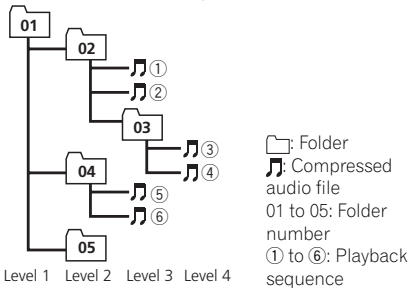 01
02
①
②
03
③
④
04
⑤
⑥
05
Level 1 Level 2 Level 3 Level 4
: Folder
: Compressed
audio file
01 to 05: Folder
number
① to ⑥: Playback
sequence